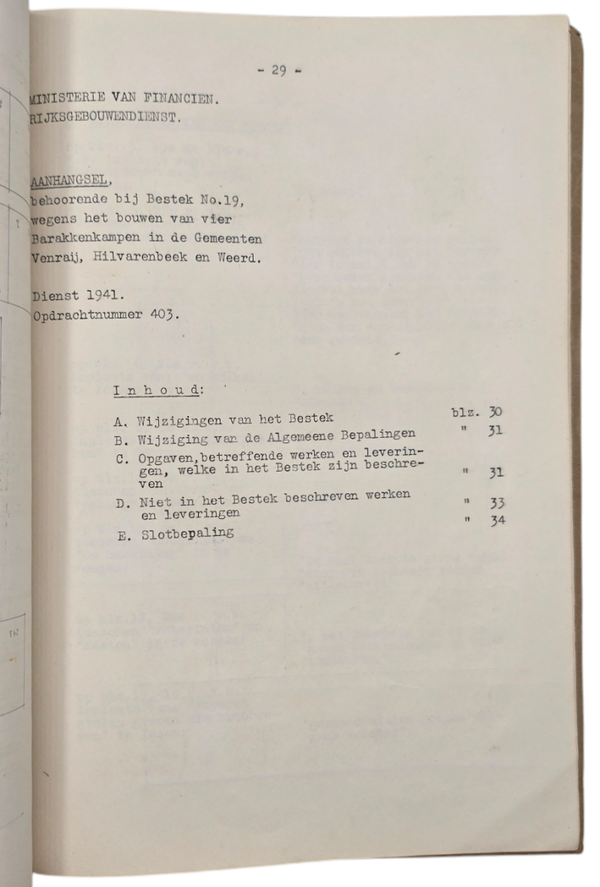 - 29 -
MINISTERIE VAN FINANCIEN.
RIJKSGEBOUWENDIENST.
AANHANGSEL,
behoorende bij Bestek No.19,
wegens het bouwen van vier
Barakkenkampen in de Gemeenten
Venraij, Hilvarenbeek en Weerd.
Dienst 1941.
Opdrachtnummer 403.
I n h o u d:
A. Wijzigingen van het Bestek blz. 30
B. Wijziging van de Algemeene Bepalingen " 31
C. Opgaven,betreffende werken en leverin-
gen, welke in het Bestek zijn beschre-
ven " 31
D. Niet in het Bestek beschreven werken
en leveringen " 33
E. Slotbepaling " 34